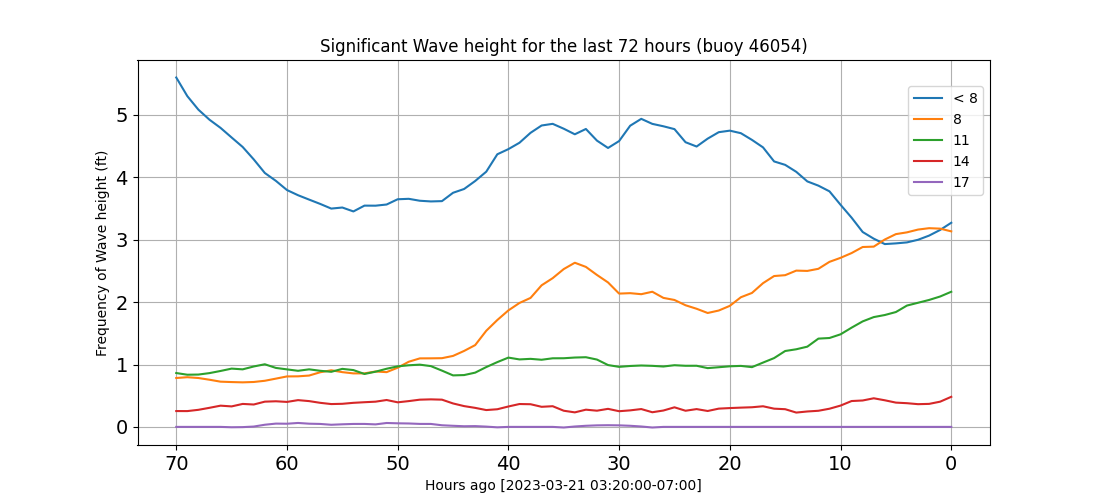 Significant Wave height for the last 72 hours (buoy 46054)
Frequency of Wave height (ft)
5
4
3
2
1
0
< 8
8
11
14
17
70 60 50 40 30 20 10 0
Hours ago [2023-03-21 03:20:00-07:00]